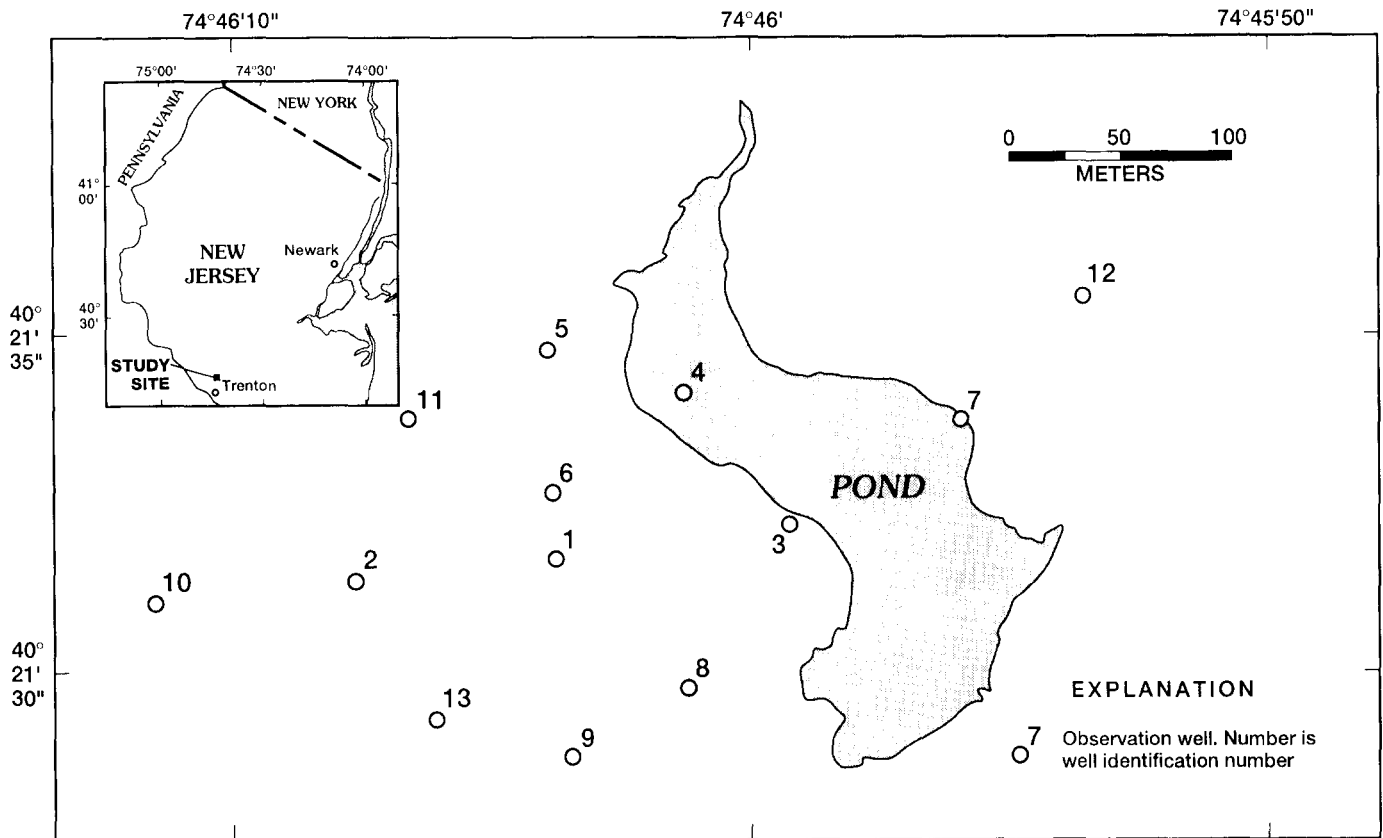 74°46'10"
74°46'
74°45'50"
75°00'
74°30'
74°00'
PENNSYLVANIA
NEW YORK
41°
00'
NEW
JERSEY
Newark
40°
30'
STUDY
SITE
Trenton
0 50 100
METERS
12
40°
21'
35"
5
4
11
7
6
POND
3
1
2
10
40°
21'
30"
8
13
9
EXPLANATION
7 Observation well. Number is
well identification number